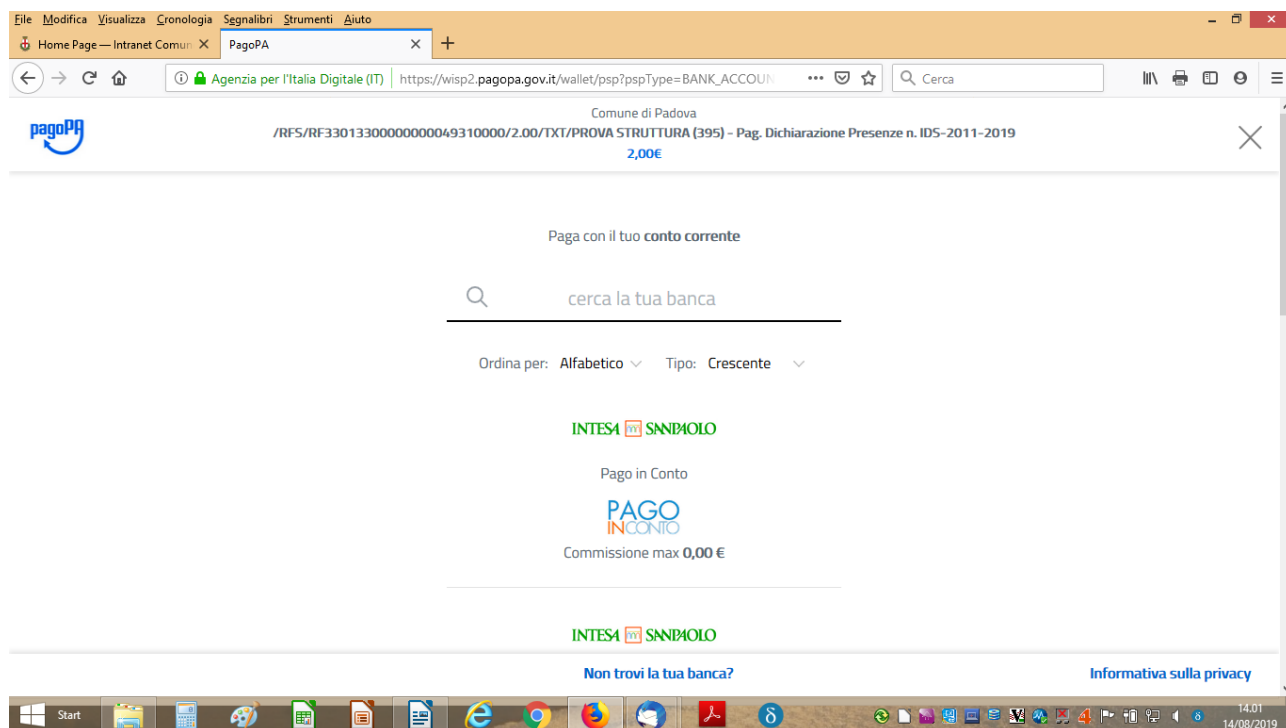 File Modifica Visualizza Cronologia Segnalibri Strumenti Aiuto
Home Page — Intranet Comun
PagoPA
Agenzia per l'Italia Digitale (IT) https://wisp2.pagopa.gov.it/wallet/psp?pspType=BANK_ACCOUN
Cerca
pagoPA
Comune di Padova
/RFS/RF33013300000000049310000/2.00/TXT/PROVA STRUTTURA (395) - Pag. Dichiarazione Presenze n. IDS-2011-2019
2,00€
Paga con il tuo conto corrente
cerca la tua banca
Ordina per: Alfabetico Tipo: Crescente
INTESA SANPAOLO
Pago in Conto
PAGO
INCONTO
Commissione max 0,00 €
INTESA SANPAOLO
Non trovi la tua banca? Informativa sulla privacy
Start
14.01
14/08/2019